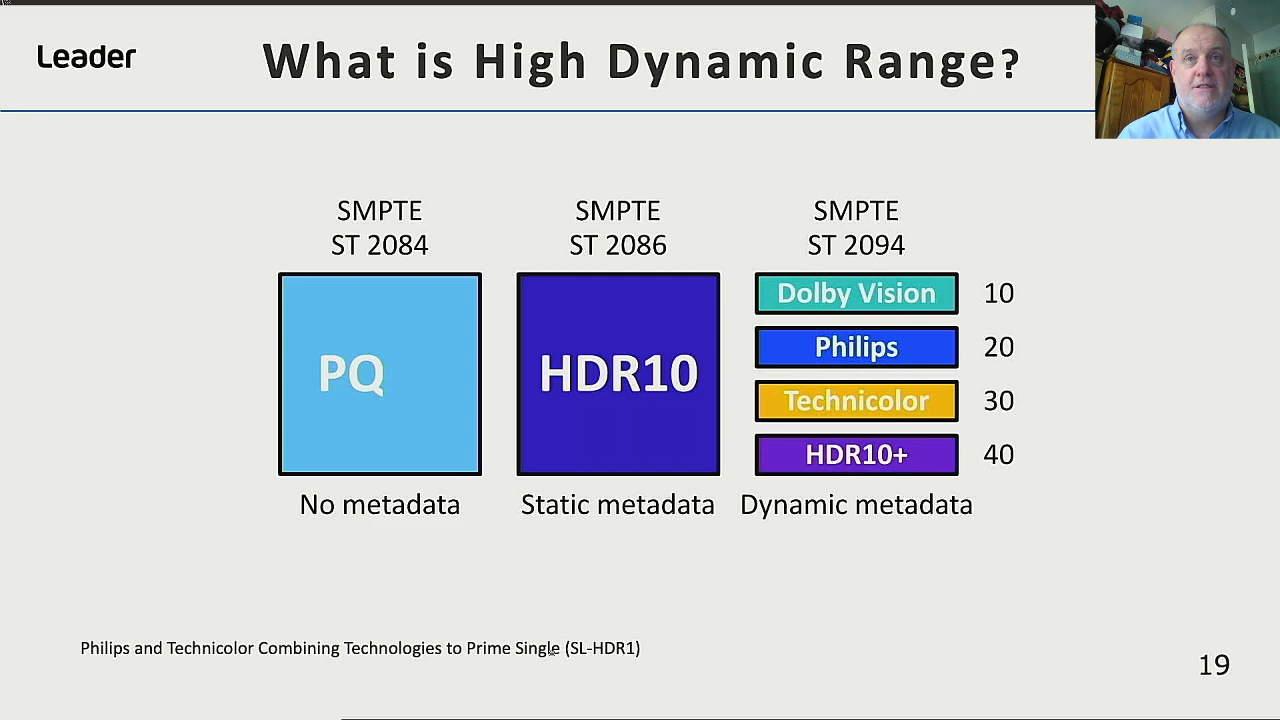 Leader
What is High Dynamic Range?
SMPTE
ST 2084
SMPTE
ST 2086
SMPTE
ST 2094
PQ
HDR10
Dolby Vision 10
Philips 20
Technicolor 30
HDR10+ 40
No metadata
Static metadata
Dynamic metadata
Philips and Technicolor Combining Technologies to Prime Single (SL-HDR1)
19